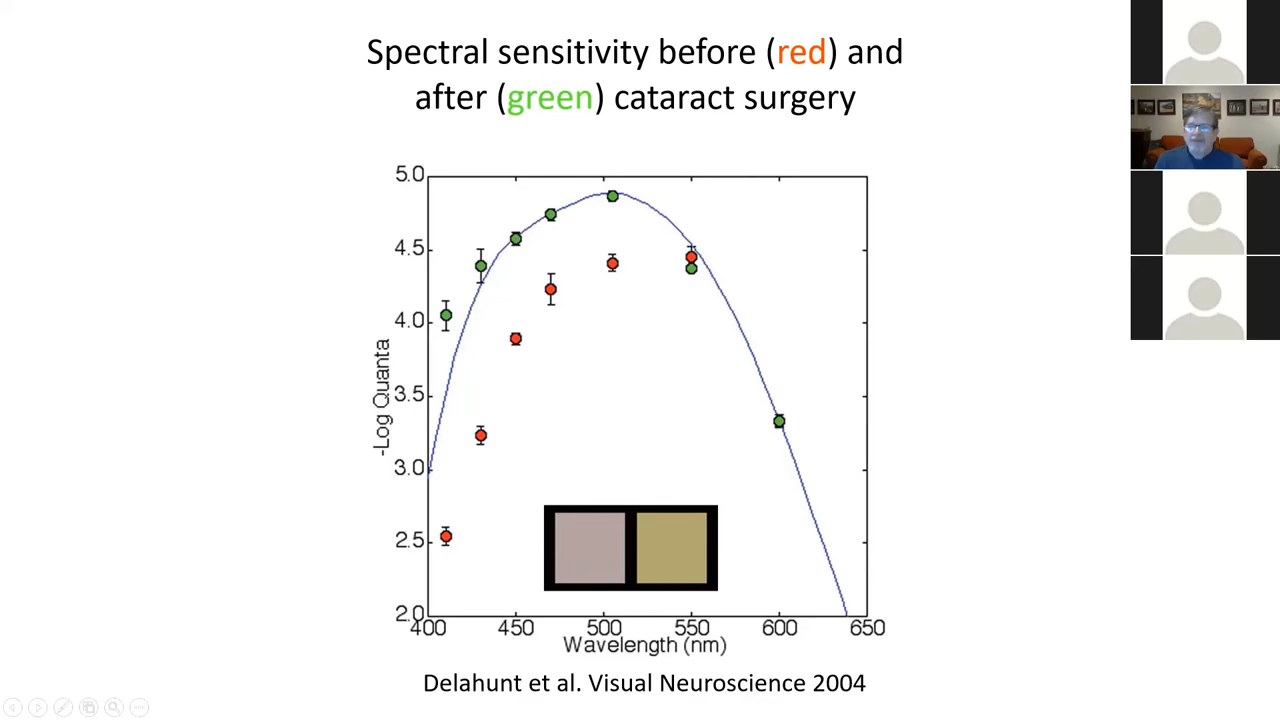 Spectral sensitivity before (red) and
after (green) cataract surgery
5.0
4.5
4.0
3.5
3.0
2.5
2.0
-Log Quanta
400 450 500 550 600 650
Wavelength (nm)
Delahunt et al. Visual Neuroscience 2004